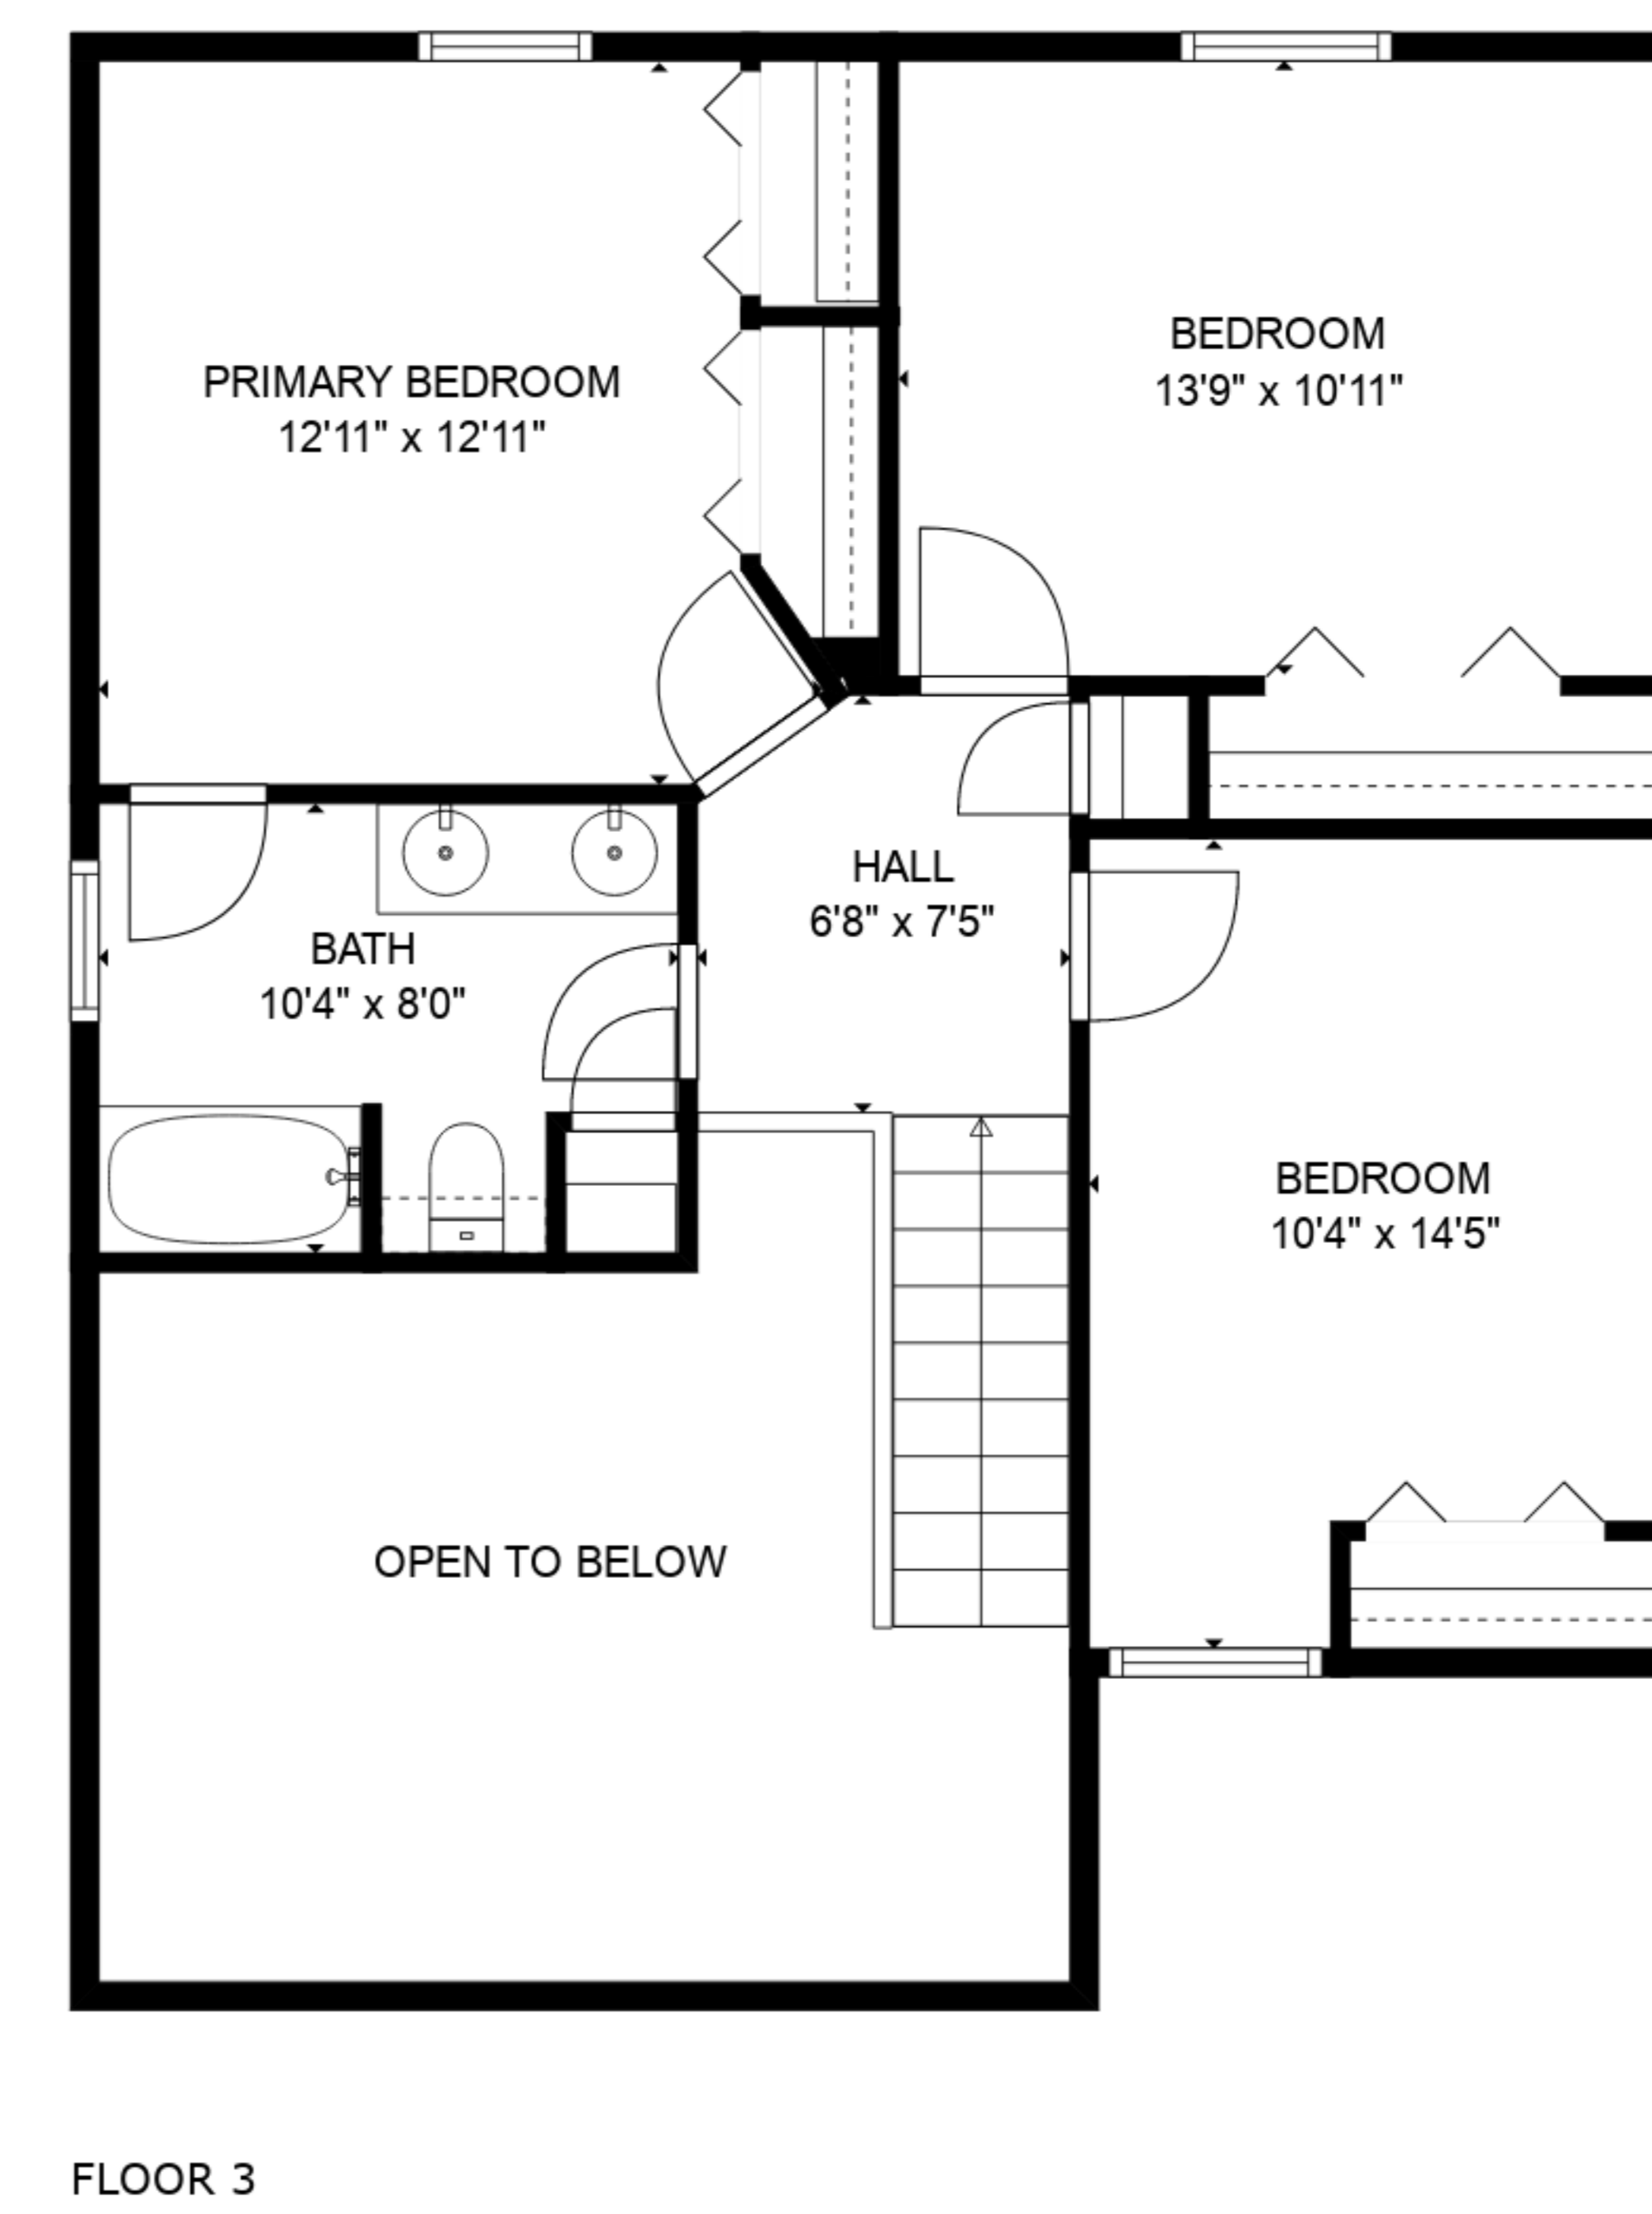 PRIMARY BEDROOM
12'11" x 12'11"
BEDROOM
13'9" x 10'11"
HALL
6'8" x 7'5"
BATH
10'4" x 8'0"
BEDROOM
10'4" x 14'5"
OPEN TO BELOW
FLOOR 3